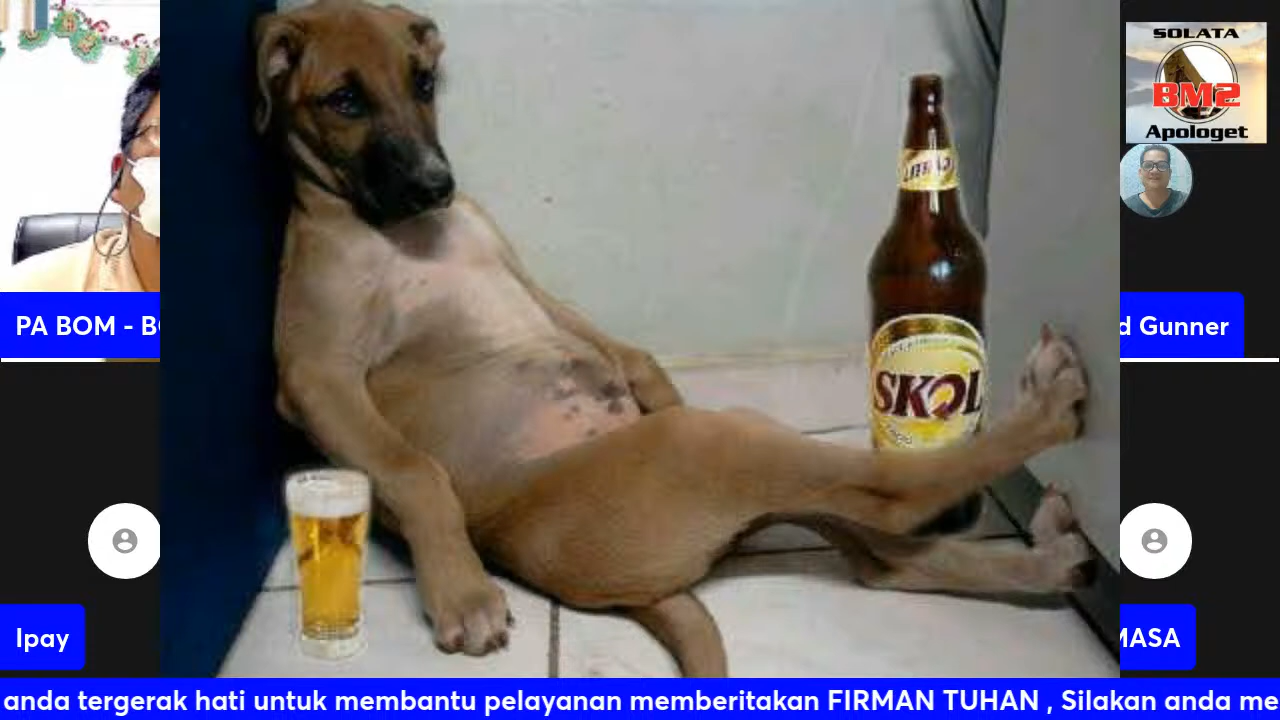 SOLATA
BM2
Apologet
PA BOM - B
d Gunner
SKOL
Ipay
MASA
anda tergerak hati untuk membantu pelayanan memberitakan FIRMAN TUHAN , Silakan anda me